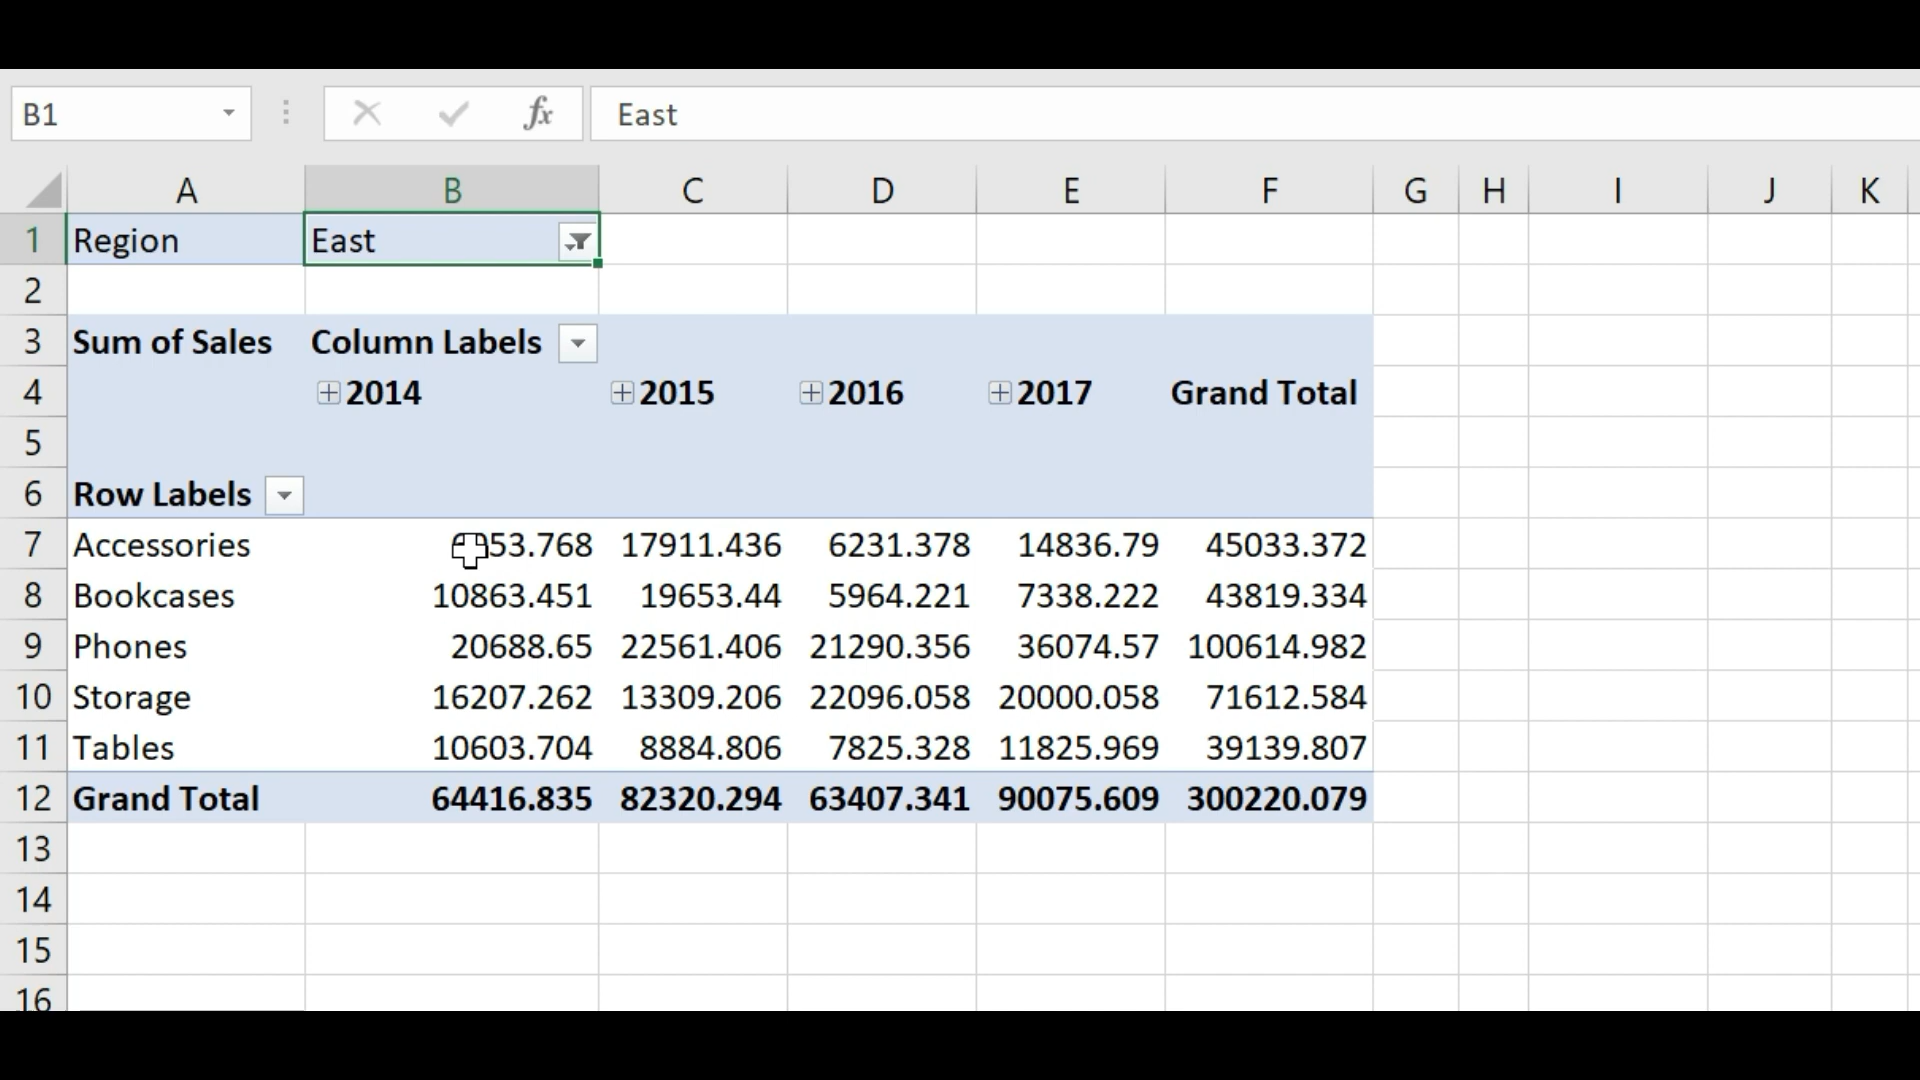 B1 fx East
A B C D E F G H I J K
1 Region East
2
3 Sum of Sales Column Labels
4 2014 2015 2016 2017 Grand Total
5
6 Row Labels
7 Accessories 17911.436 6231.378 14836.79 45033.372
8 Bookcases 10863.451 19653.44 5964.221 7338.222 43819.334
9 Phones 20688.65 22561.406 21290.356 36074.57 100614.982
10 Storage 16207.262 13309.206 22096.058 20000.058 71612.584
11 Tables 10603.704 8884.806 7825.328 11825.969 39139.807
12 Grand Total 64416.835 82320.294 63407.341 90075.609 300220.079
13
14
15
16